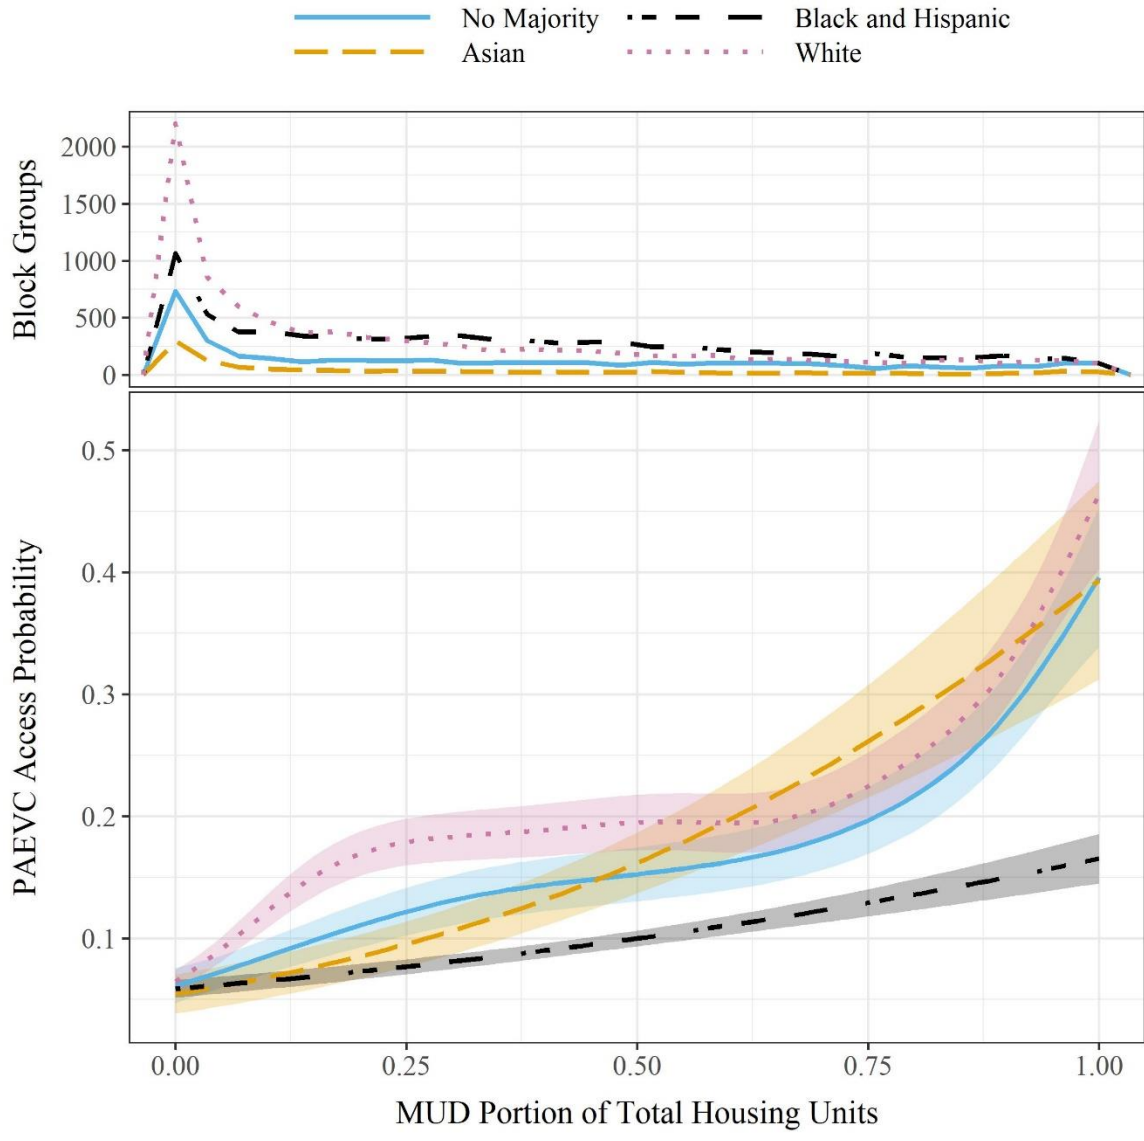 No Majority Black and Hispanic
Asian White
Block Groups
2000
1500
1000
500
0
PAEVC Access Probability
0.5
0.4
0.3
0.2
0.1
0.00 0.25 0.50 0.75 1.00
MUD Portion of Total Housing Units